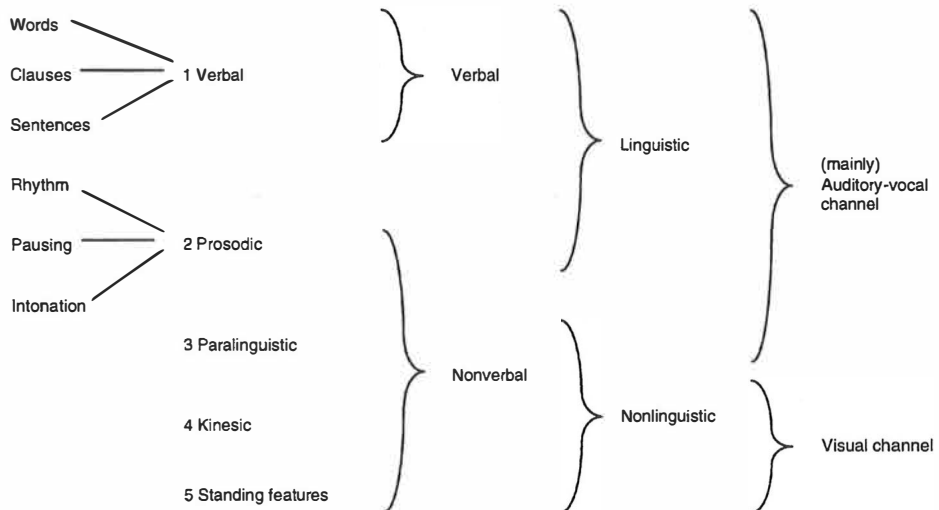 Words
Clauses
Sentences
1 Verbal
Verbal
Linguistic
(mainly)
Auditory-vocal
channel
Rhythm
Pausing
Intonation
2 Prosodic
3 Paralinguistic
4 Kinesic
5 Standing features
Nonverbal
Nonlinguistic
Visual channel